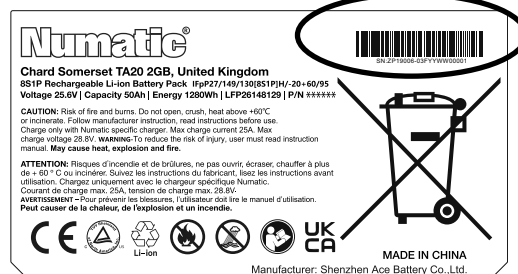 Numatic®
SN:ZP19006-03FYYWW00001
Chard Somerset TA20 2GB, United Kingdom
8S1P Rechargeable Li-ion Battery Pack IFpP27/149/130[8S1P]H/-20+60/95
Voltage 25.6V | Capacity 50Ah | Energy 1280Wh | LFP26148129 | P/N ******
CAUTION: Risk of fire and burns. Do not open, crush, heat above +60℃
or incinerate. Follow manufacturer instruction, read instructions before use.
Charge only with Numatic specific charger. Max charge current 25A. Max
charge voltage 28.8V. WARNING-To reduce the risk of injury, user must read instruction
manual. May cause heat, explosion and fire.
ATTENTION: Risques d'incendie et de brûlures, ne pas ouvrir, écraser, chauffer à plus
de + 60 º C ou incinérer. Suivez les instructions du fabricant, lisez les instructions avant
utilisation. Chargez uniquement avec le chargeur spécifique Numatic.
Courant de charge max. 25A, tension de charge max. 28.8V-
AVERTISSEMENT – Pour prévenir les blessures, l'utilisateur doit lire le manuel d'utilisation.
Peut causer de la chaleur, de l'explosion et un incendie.
CE
UK
CA
Li-ion
MADE IN CHINA
Manufacturer: Shenzhen Ace Battery Co.,Ltd.